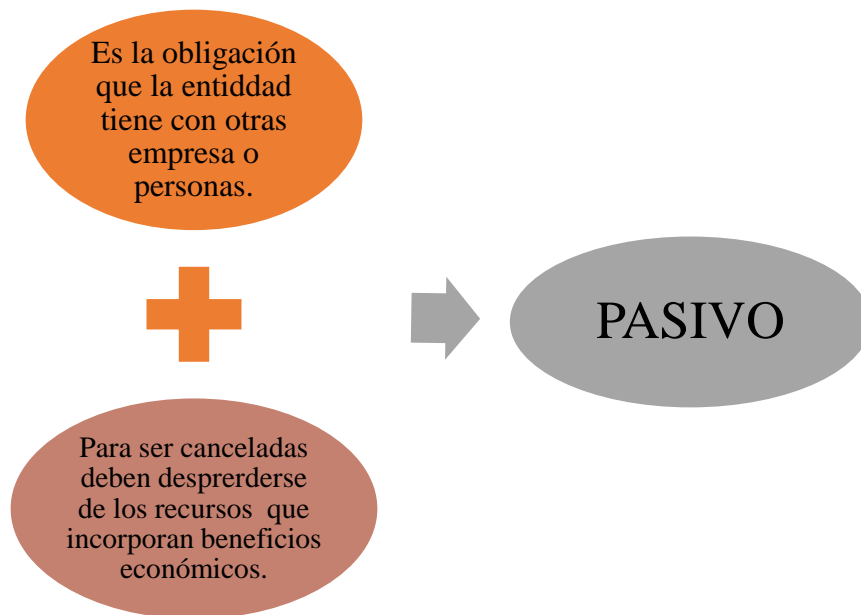 Es la obligación
que la entiddad
tiene con otras
empresa o
personas.
Para ser canceladas
deben desprerderse
de los recursos que
incorporan beneficios
económicos.
PASIVO